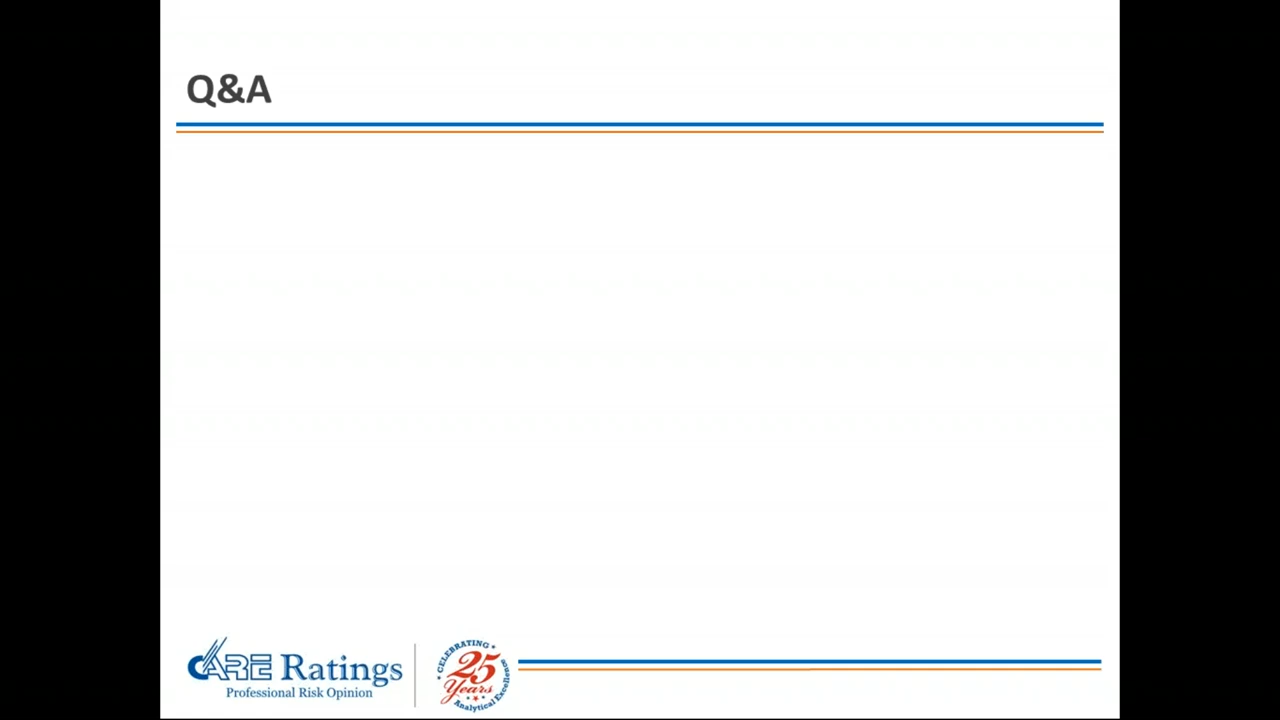 Q&A
CARE Ratings
Professional Risk Opinion
CELEBRATING
25
Years
Analytical Excellence